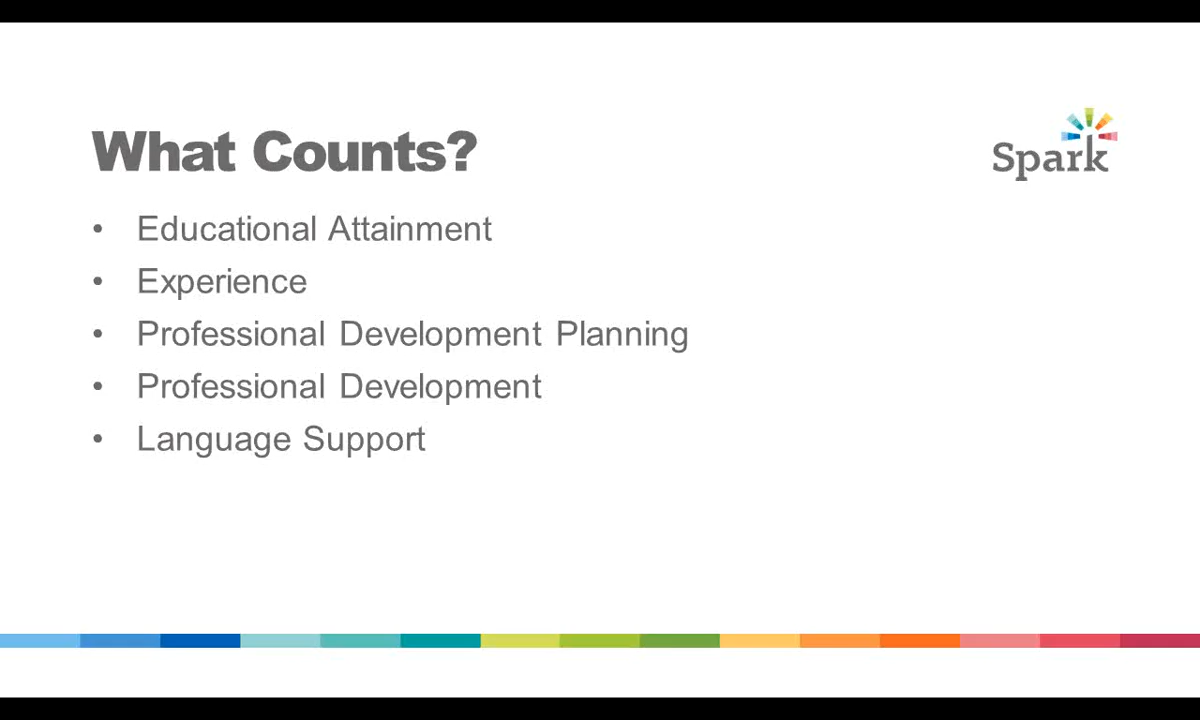 What Counts?
Spark
• Educational Attainment
• Experience
• Professional Development Planning
• Professional Development
• Language Support